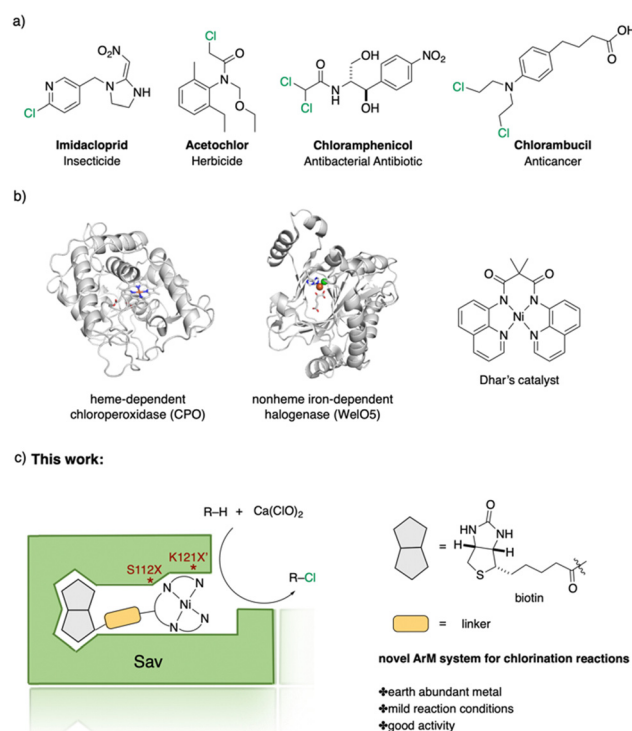 a)
O₂N
N
N
NH
Cl
Imidacloprid
Insecticide
Cl
O
N
O
Acetochlor
Herbicide
Cl
Cl
O
N
H
HO
OH
NO₂
Chloramphenicol
Antibacterial Antibiotic
Cl
N
Cl
O
OH
Chlorambucil
Anticancer
b)
heme-dependent
chloroperoxidase (CPO)
nonheme iron-dependent
halogenase (WelO5)
O
O
N
N
Ni
N
N
Dhar's catalyst
c) This work:
R–H + Ca(ClO)₂
S112X
K121X'
*
*
N
N
Ni
N
N
R–Cl
Sav
=
O
HN
NH
H
H
S
O
biotin
= linker
novel ArM system for chlorination reactions
✤earth abundant metal
✤mild reaction conditions
✤good activity